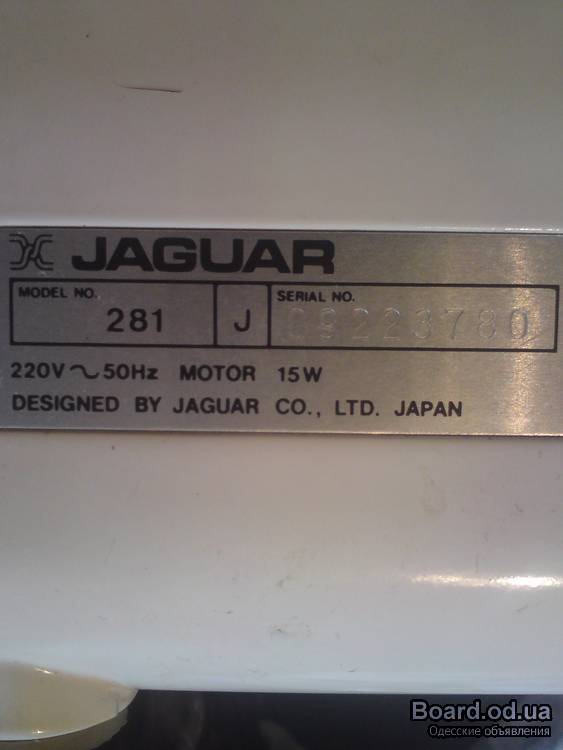 JAGUAR
MODEL NO. 281 J SERIAL NO. C9223780
220V~50Hz MOTOR 15W
DESIGNED BY JAGUAR CO., LTD. JAPAN
Board.od.ua
Одесские объявления